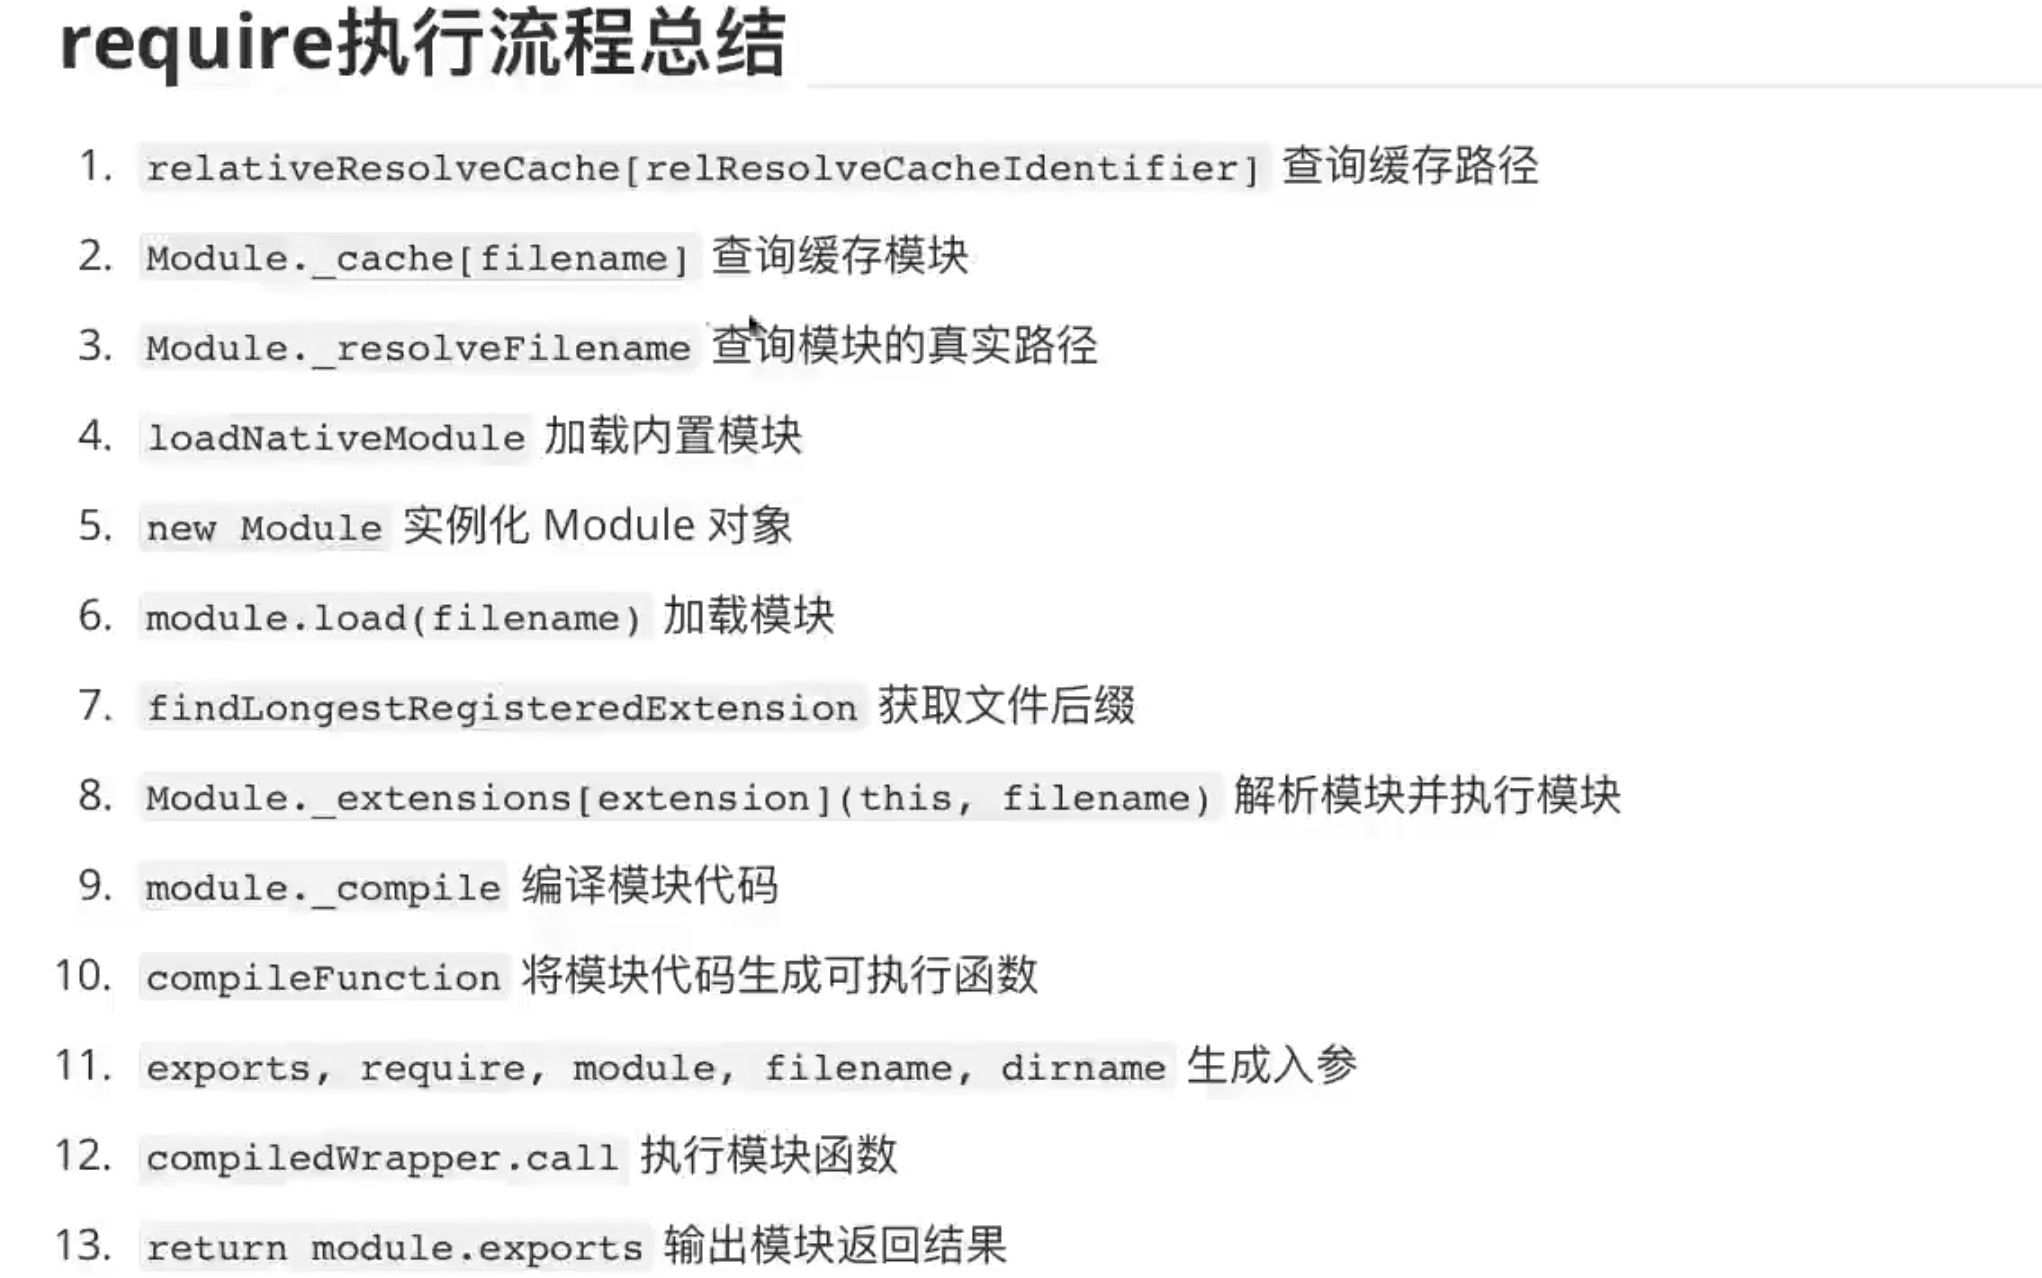 require执行流程总结
1. relativeResolveCache[relResolveCacheIdentifier] 查询缓存路径
2. Module._cache[filename] 查询缓存模块
3. Module._resolveFilename 查询模块的真实路径
4. loadNativeModule 加载内置模块
5. new Module 实例化 Module 对象
6. module.load(filename) 加载模块
7. findLongestRegisteredExtension 获取文件后缀
8. Module._extensions[extension](this, filename) 解析模块并执行模块
9. module._compile 编译模块代码
10. compileFunction 将模块代码生成可执行函数
11. exports, require, module, filename, dirname 生成入参
12. compiledWrapper.call 执行模块函数
13. return module.exports 输出模块返回结果